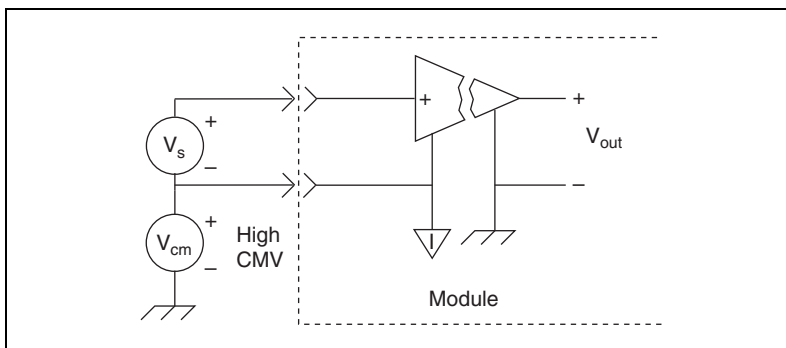 +
+
+
V_s
V_out
–
–
+
V_cm
High
CMV
–
I
Module